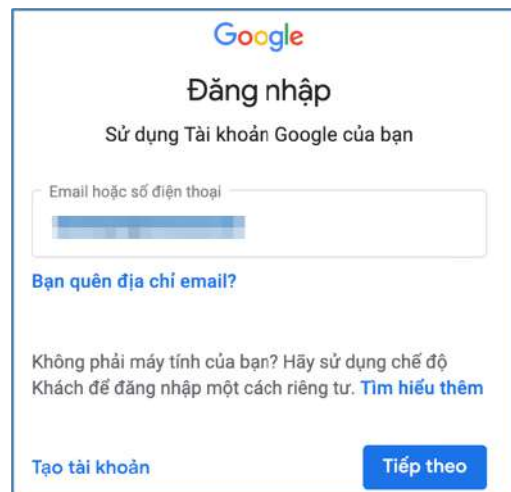 Google
Đăng nhập
Sử dụng Tài khoản Google của bạn
Email hoặc số điện thoại
Bạn quên địa chỉ email?
Không phải máy tính của bạn? Hãy sử dụng chế độ
Khách để đăng nhập một cách riêng tư. Tìm hiểu thêm
Tạo tài khoản
Tiếp theo